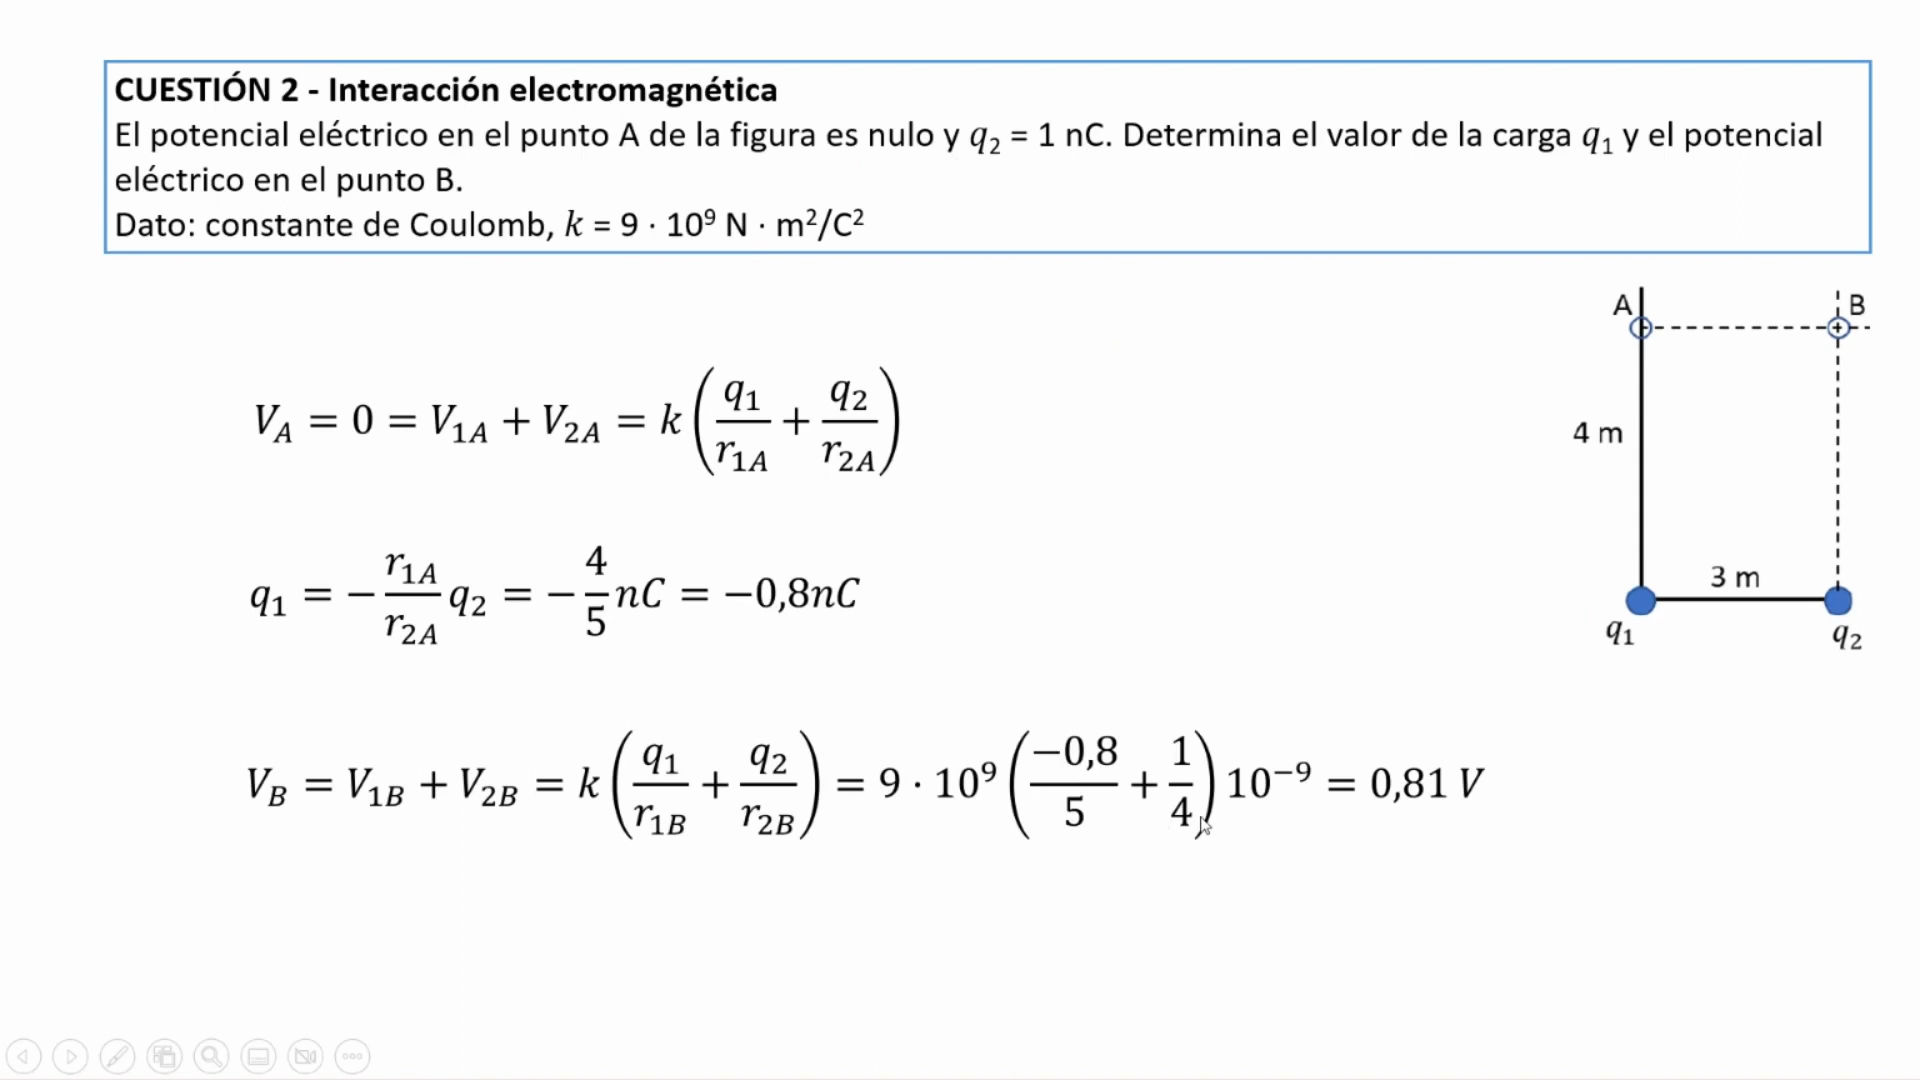 CUESTIÓN 2 - Interacción electromagnética
El potencial eléctrico en el punto A de la figura es nulo y q₂ = 1 nC. Determina el valor de la carga q₁ y el potencial
eléctrico en el punto B.
Dato: constante de Coulomb, k = 9 · 10⁹ N · m²/C²
A
B
V_A = 0 = V_1A + V_2A = k (q₁/r_1A + q₂/r_2A)
4 m
q₁ = − r_1A/r_2A q₂ = − 4/5 nC = −0,8nC
3 m
q₁
q₂
V_B = V_1B + V_2B = k (q₁/r_1B + q₂/r_2B) = 9 · 10⁹ (−0,8/5 + 1/4) 10⁻⁹ = 0,81 V